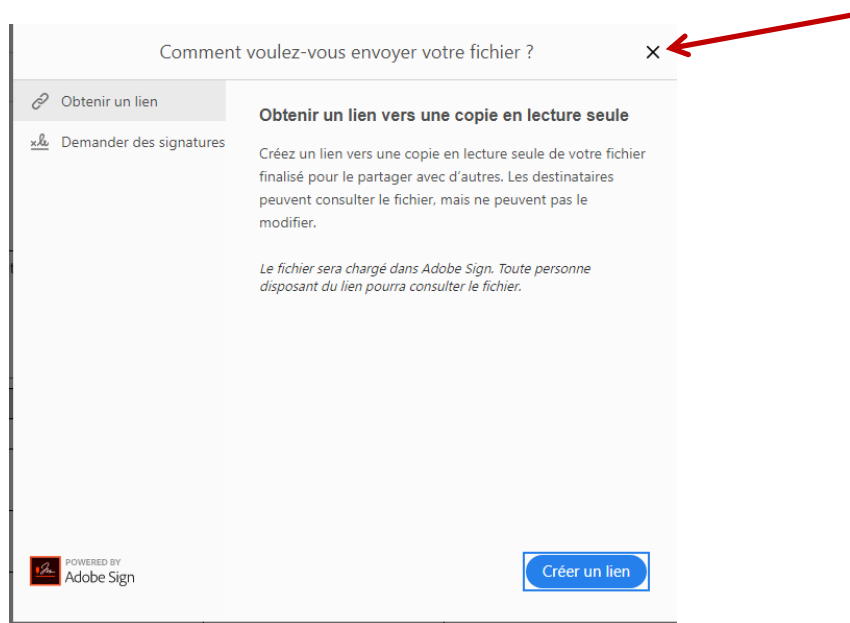 Comment voulez-vous envoyer votre fichier ?
Obtenir un lien
Demander des signatures
Obtenir un lien vers une copie en lecture seule
Créez un lien vers une copie en lecture seule de votre fichier
finalisé pour le partager avec d'autres. Les destinataires
peuvent consulter le fichier, mais ne peuvent pas le
modifier.
Le fichier sera chargé dans Adobe Sign. Toute personne
disposant du lien pourra consulter le fichier.
POWERED BY
Adobe Sign
Créer un lien